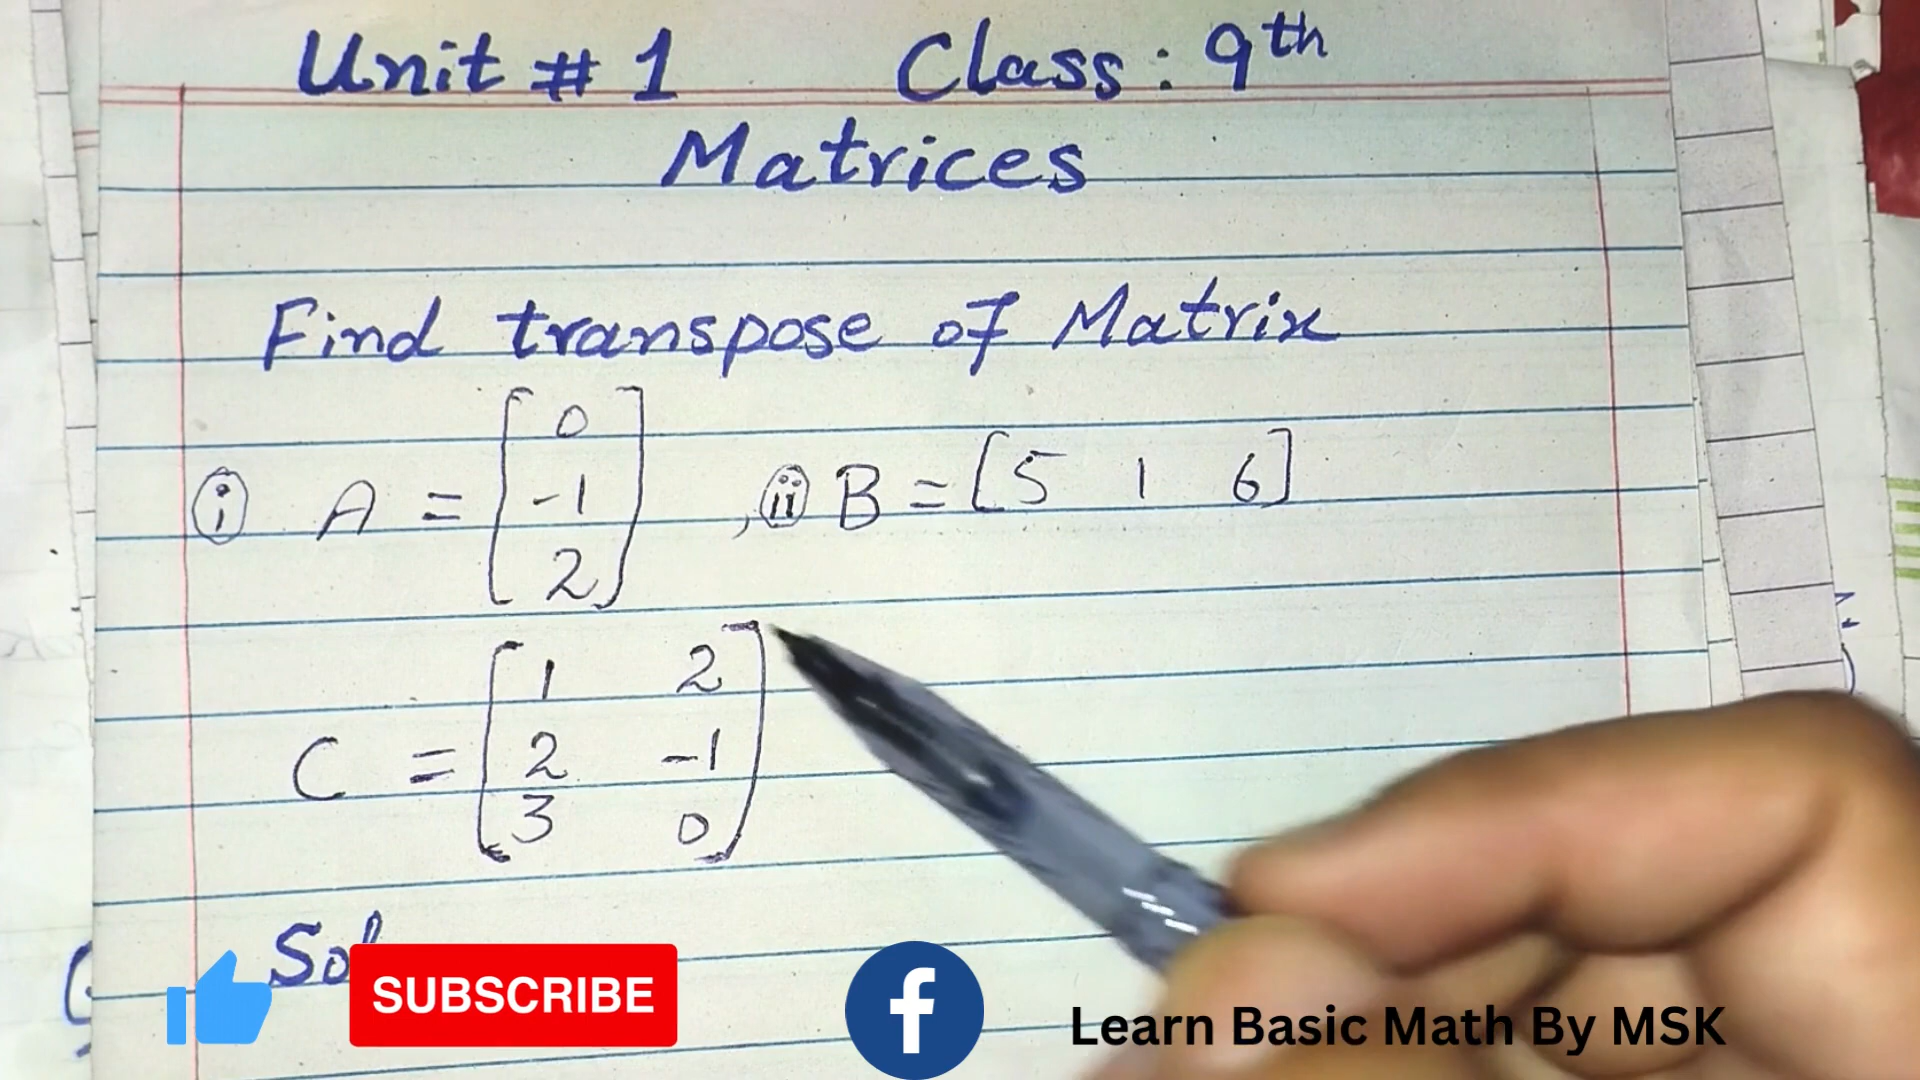 Unit # 1 Class: 9th
Matrices
Find transpose of Matrix
(i) A = [0 -1 2] , (ii) B = [5 1 6]
C = [1 2
2 -1
3 0]
Sol
SUBSCRIBE
f
Learn Basic Math By MSK